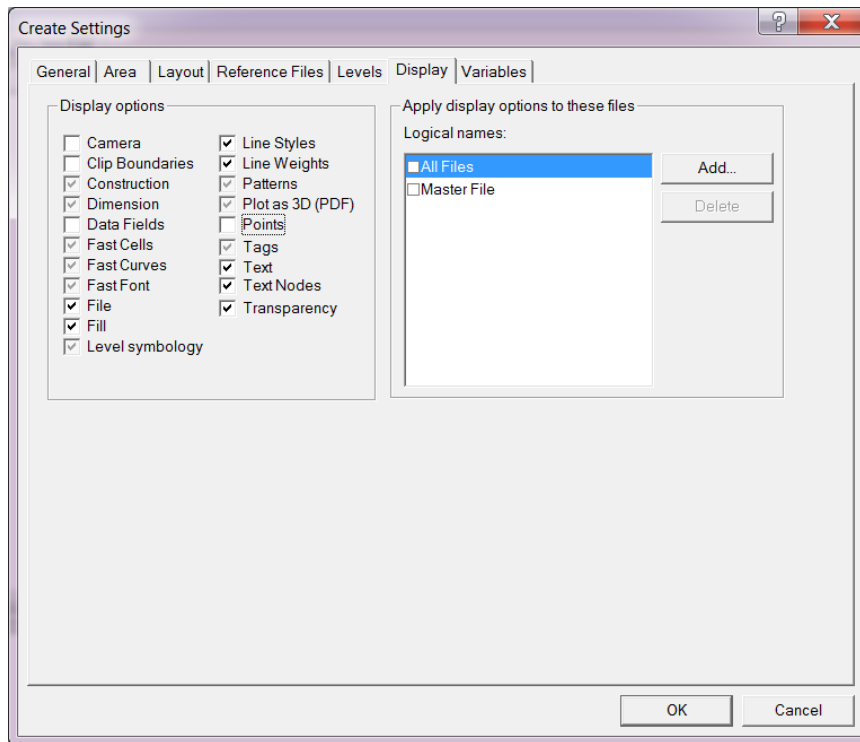 Create Settings
?
X
General Area Layout Reference Files Levels Display Variables
Display options
Camera
Clip Boundaries
Construction
Dimension
Data Fields
Fast Cells
Fast Curves
Fast Font
File
Fill
Level symbology
Line Styles
Line Weights
Patterns
Plot as 3D (PDF)
Points
Tags
Text
Text Nodes
Transparency
Apply display options to these files
Logical names:
All Files
Master File
Add...
Delete
OK Cancel